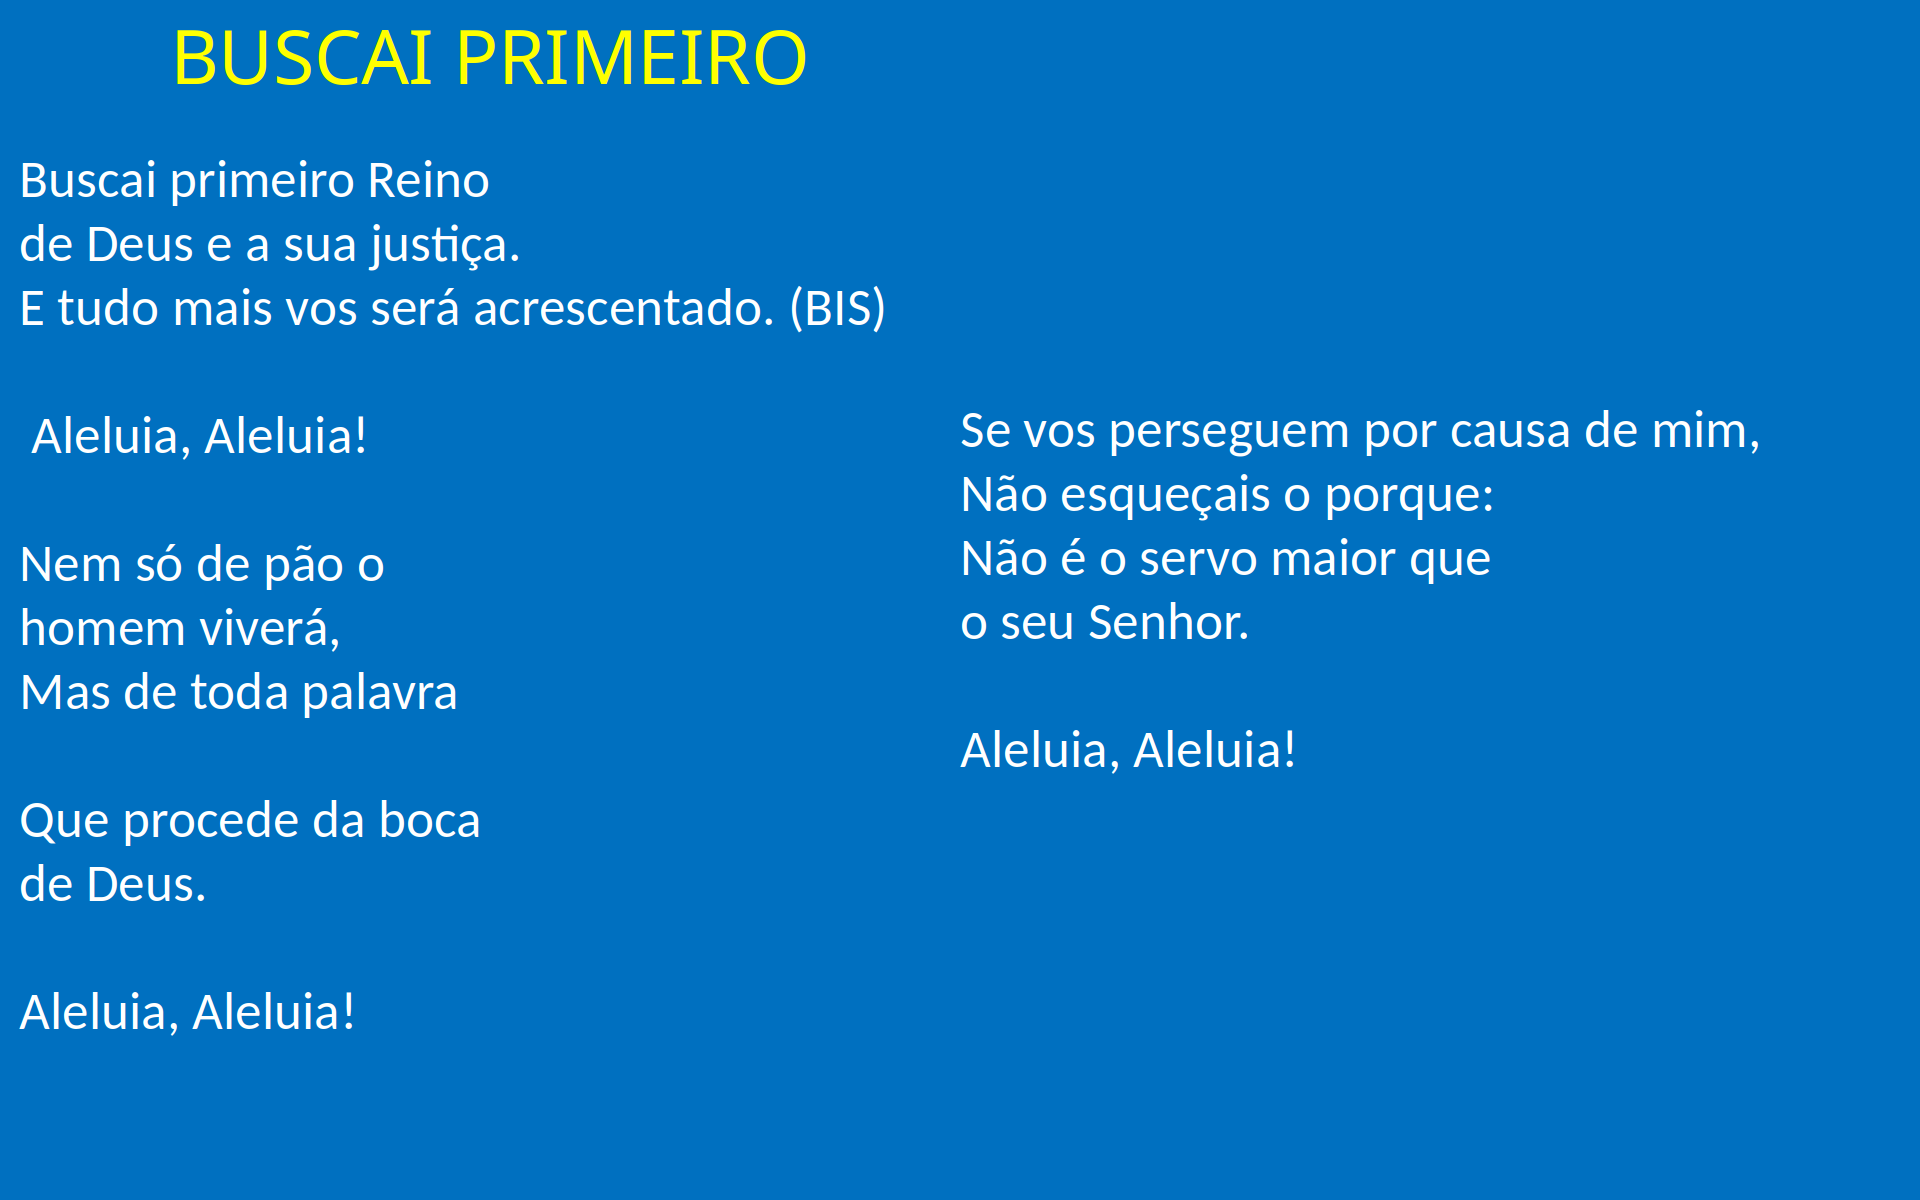 BUSCAI PRIMEIRO
Buscai primeiro Reino
de Deus e a sua justiça.
E tudo mais vos será acrescentado. (BIS)
Aleluia, Aleluia!
Nem só de pão o
homem viverá,
Mas de toda palavra
Que procede da boca
de Deus.
Aleluia, Aleluia!
Se vos perseguem por causa de mim,
Não esqueçais o porque:
Não é o servo maior que
o seu Senhor.
Aleluia, Aleluia!